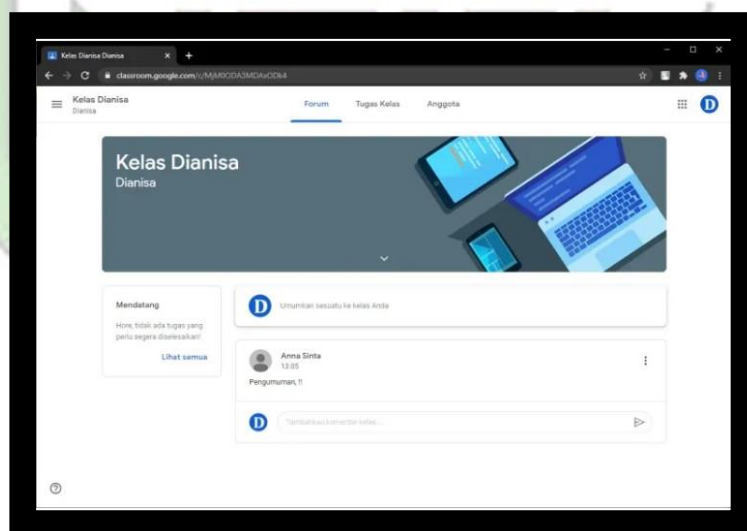 Kelas Dianisa Dianisa
classroom.google.com
Kelas Dianisa
Dianisa
Forum Tugas Kelas Anggota
D
Kelas Dianisa
Dianisa
Mendatang
Hore, tidak ada tugas yang
perlu segera diselesaikan!
Lihat semua
D
Umumkan sesuatu ke kelas Anda
Anna Sinta
13.05
Pengumuman, !!
D
Tambahkan komentar kelas...